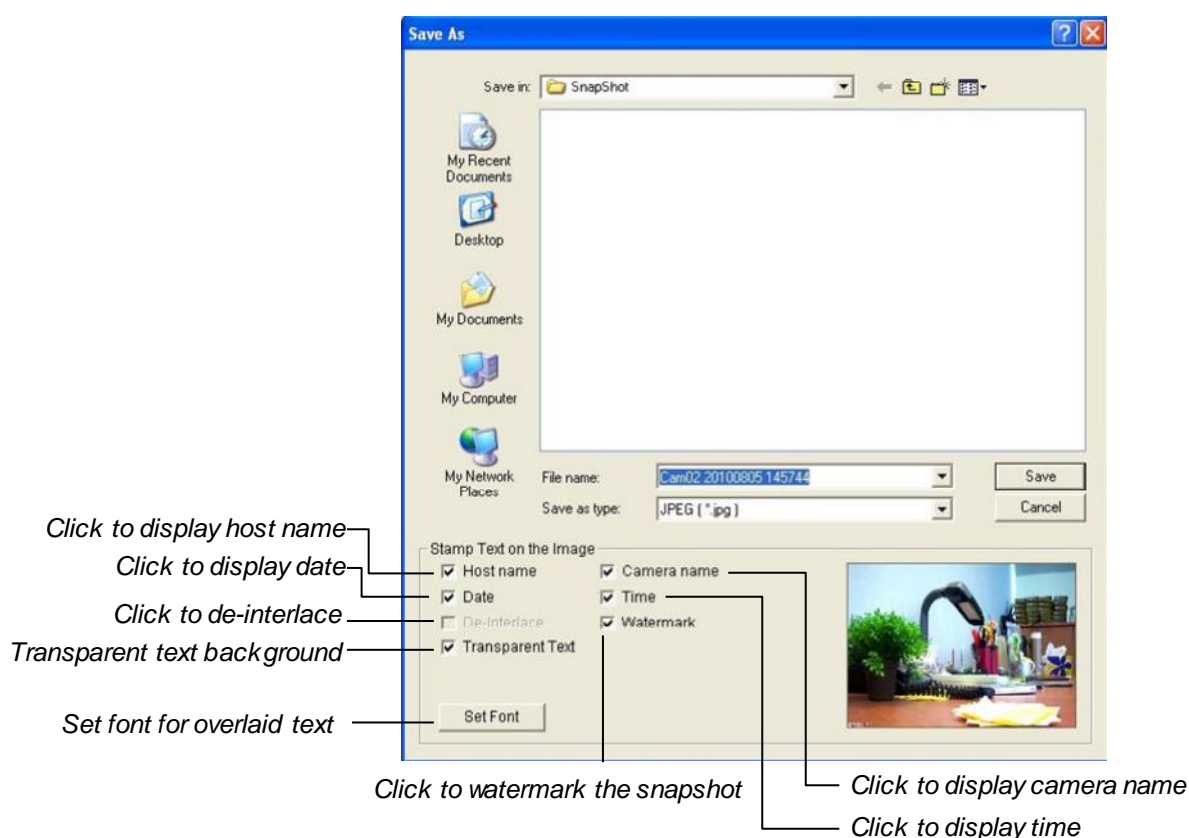 Save As
Save in: SnapShot
My Recent
Documents
Desktop
My Documents
My Computer
My Network
Places
File name: Cam02 20100805 145744
Save as type: JPEG ( *.jpg )
Save
Cancel
Stamp Text on the Image
Host name
Camera name
Date
Time
De-Interlace
Watermark
Transparent Text
Set Font
Click to display host name
Click to display date
Click to de-interlace
Transparent text background
Set font for overlaid text
Click to watermark the snapshot
Click to display camera name
Click to display time